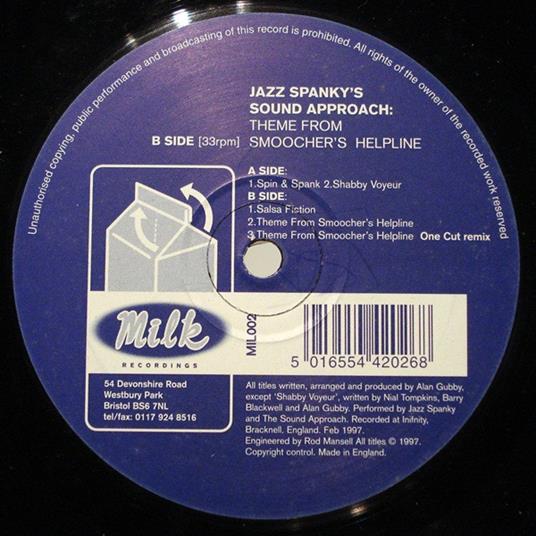 Unauthorised copying, public performance and broadcasting of this record is prohibited. All rights of the owner of the recorded work reserved
JAZZ SPANKY'S
SOUND APPROACH:
THEME FROM
B SIDE [33rpm] SMOOCHER'S HELPLINE
A SIDE:
1.Spin & Spank 2.Shabby Voyeur
B SIDE:
1.Salsa Fiction
2.Theme From Smoocher's Helpline
3.Theme From Smoocher's Helpline One Cut remix
Milk
RECORDINGS
MIL002
5 016554 420268
54 Devonshire Road
Westbury Park
Bristol BS6 7NL
tel/fax: 0117 924 8516
All titles written, arranged and produced by Alan Gubby,
except 'Shabby Voyeur', written by Nial Tompkins, Barry
Blackwell and Alan Gubby. Performed by Jazz Spanky
and The Sound Approach. Recorded at Inifnity,
Bracknell, England. Feb 1997.
Engineered by Rod Mansell All titles © 1997.
Copyright control. Made in England.